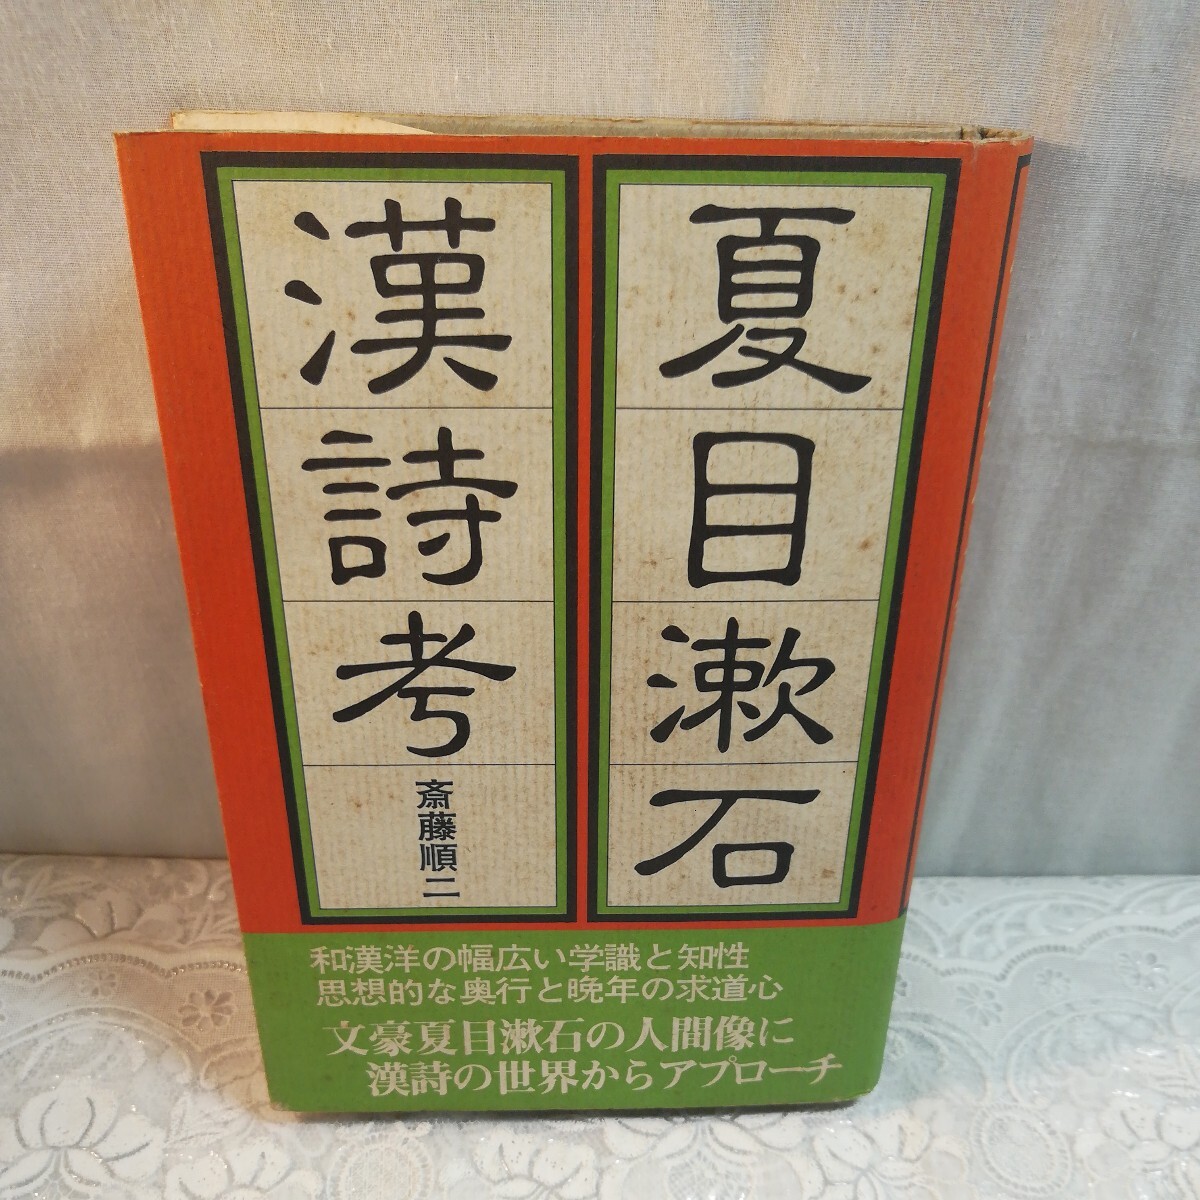 夏目漱石
漢詩考
斎藤順二
和漢洋の幅広い学識と知性
思想的な奥行と晩年の求道心
文豪夏目漱石の人間像に
漢詩の世界からアプローチ